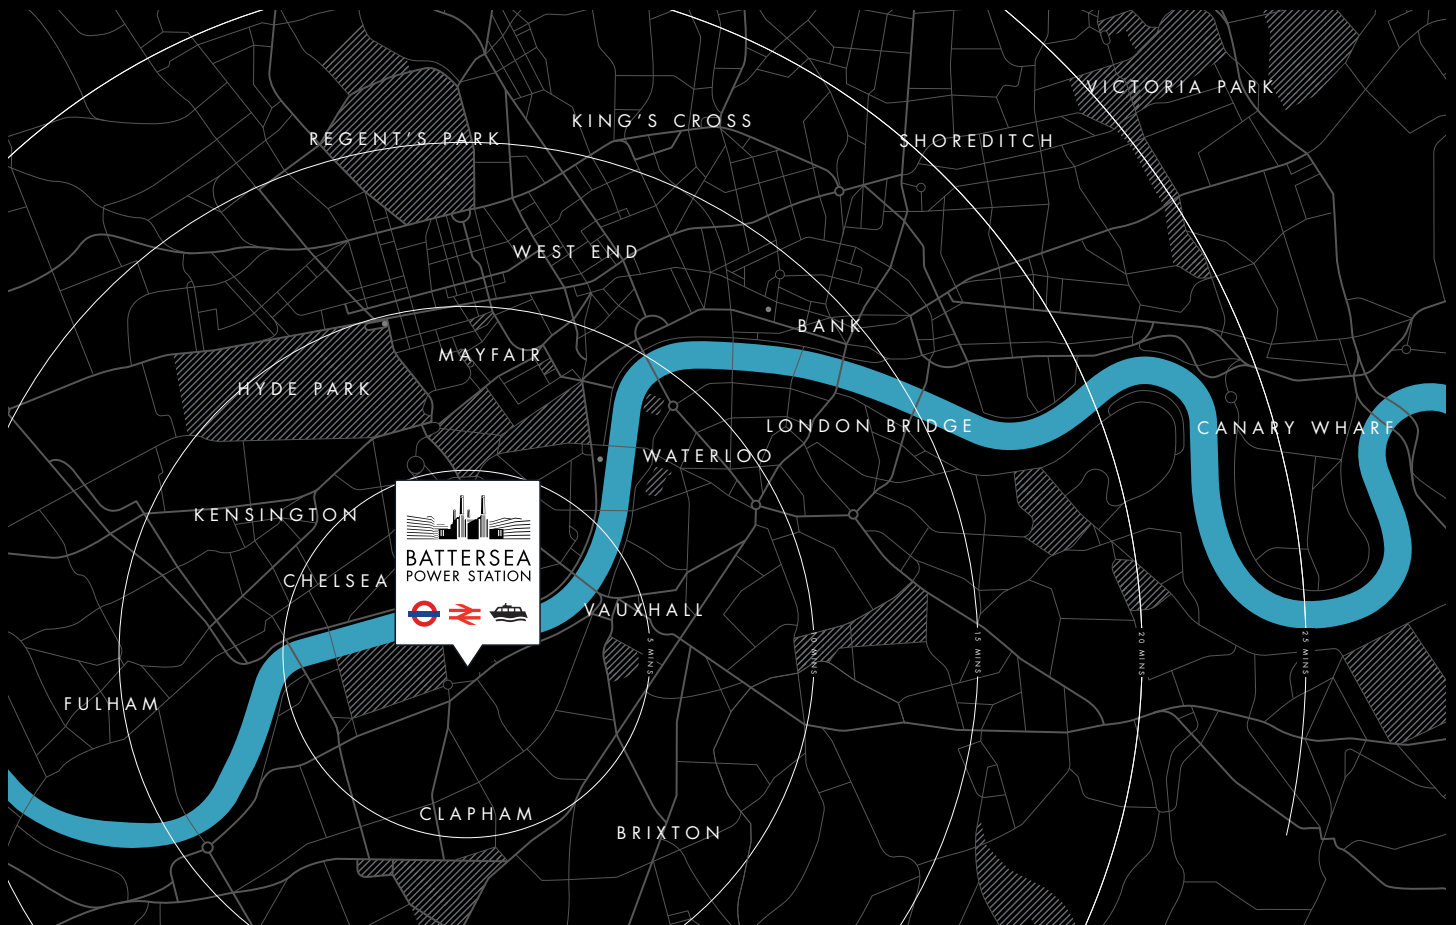 VICTORIA PARK
KING'S CROSS
REGENT'S PARK
SHOREDITCH
WEST END
BANK
MAYFAIR
HYDE PARK
LONDON BRIDGE
CANARY WHARF
WATERLOO
KENSINGTON
BATTERSEA
POWER STATION
CHELSEA
VAUXHALL
5 MINS
10 MINS
15 MINS
20 MINS
25 MINS
FULHAM
CLAPHAM
BRIXTON